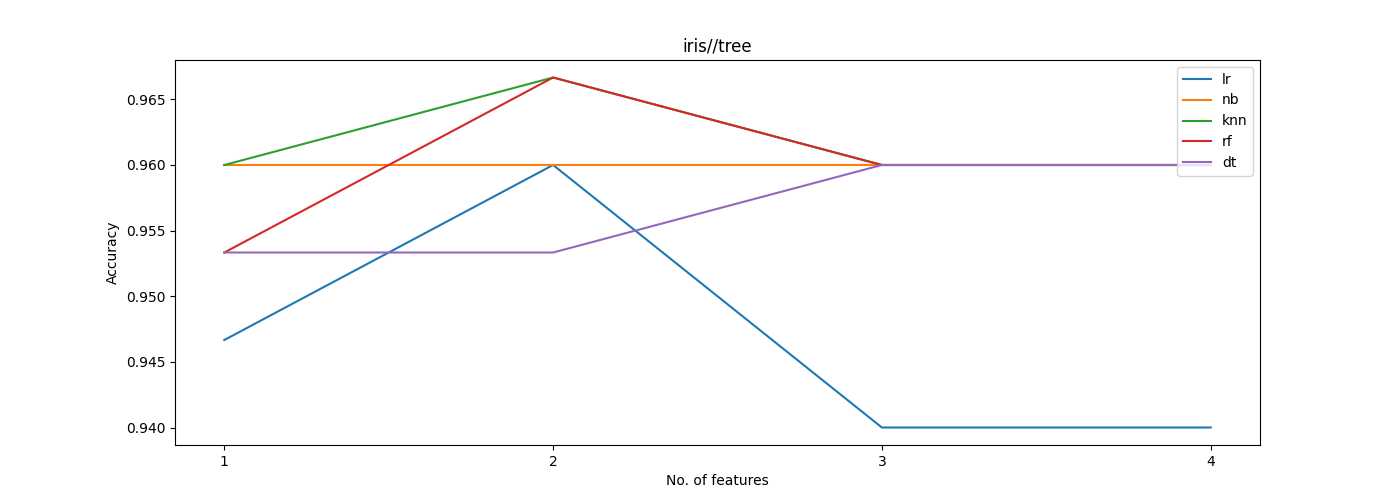 iris//tree
Accuracy
0.965
0.960
0.955
0.950
0.945
0.940
1 2 3 4
No. of features
lr
nb
knn
rf
dt